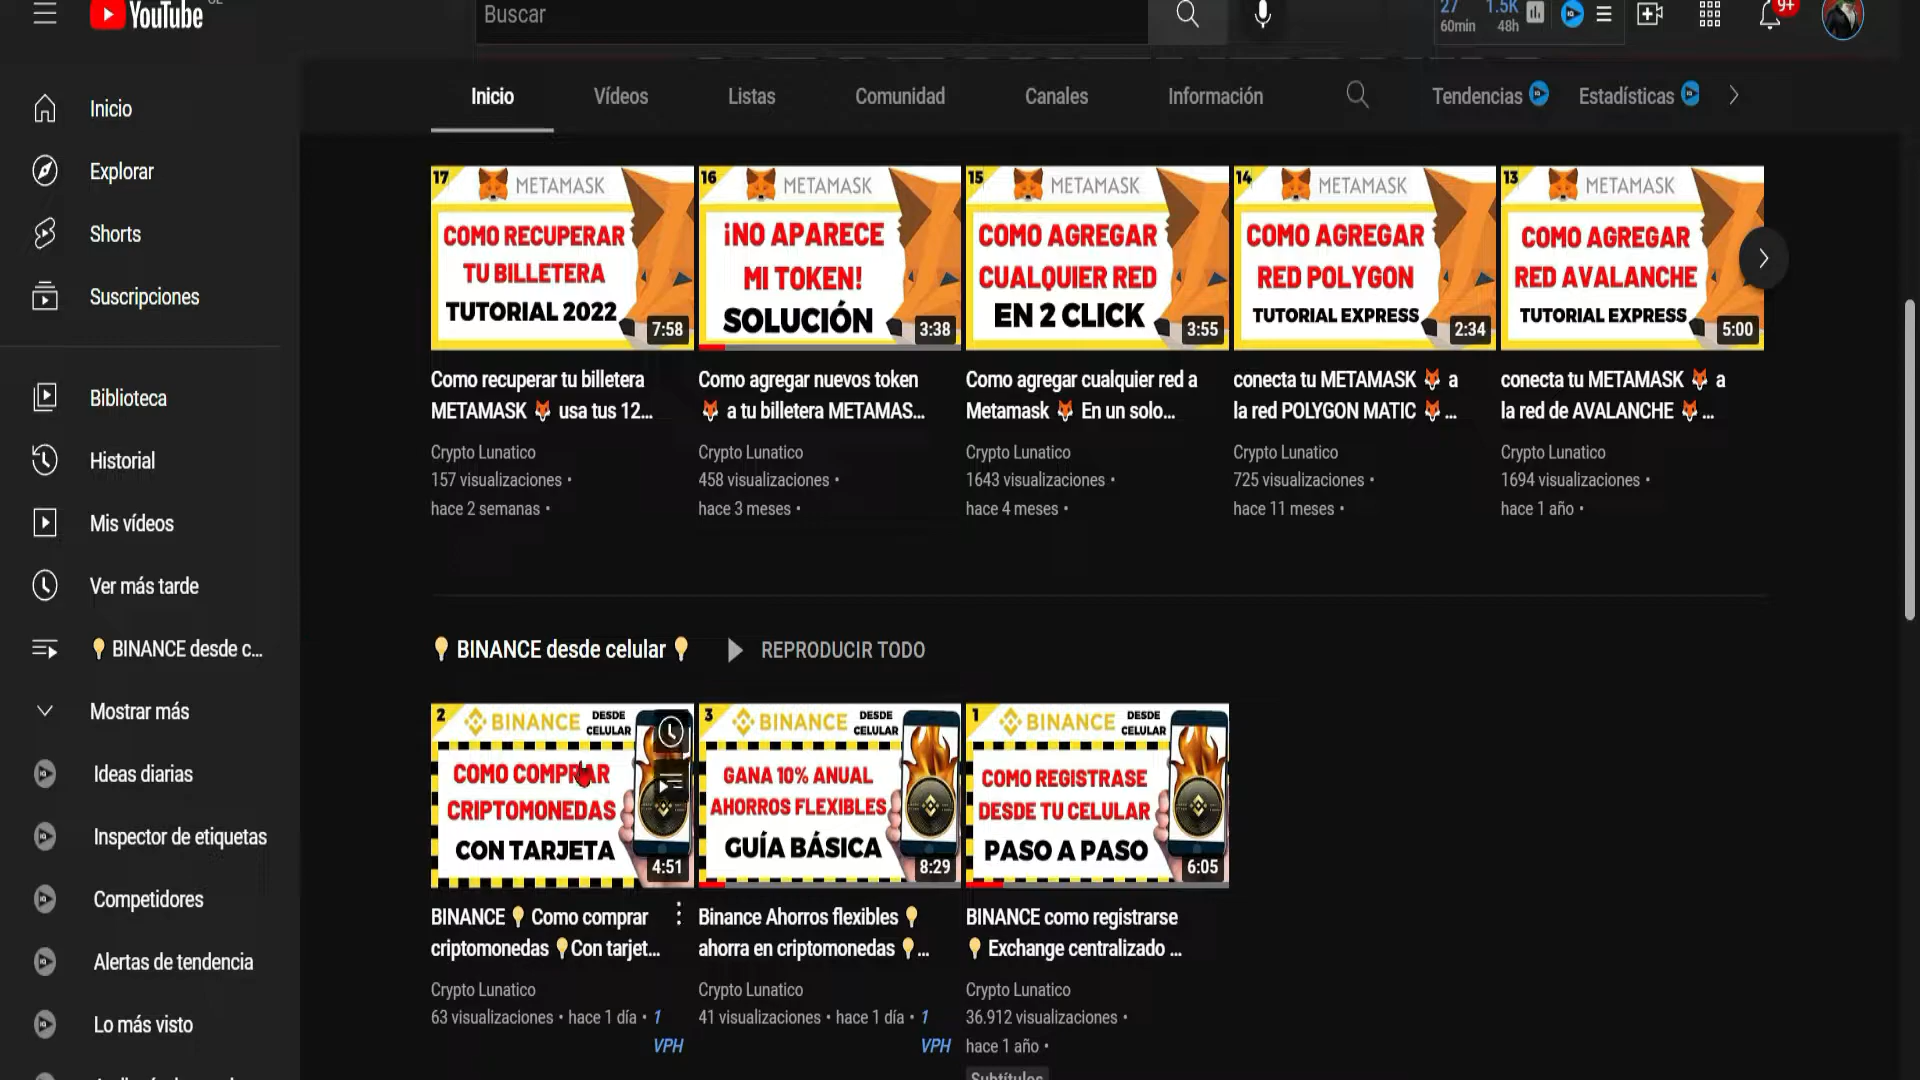 YouTube
Buscar
27
60min
1.5K
48h
9+
Inicio
Explorar
Shorts
Suscripciones
Biblioteca
Historial
Mis vídeos
Ver más tarde
BINANCE desde c...
Mostrar más
Ideas diarias
Inspector de etiquetas
Competidores
Alertas de tendencia
Lo más visto
Inicio
Vídeos
Listas
Comunidad
Canales
Información
Tendencias
Estadísticas
17
METAMASK
COMO RECUPERAR
TU BILLETERA
TUTORIAL 2022
7:58
Como recuperar tu billetera
METAMASK 🦊 usa tus 12...
Crypto Lunatico
157 visualizaciones •
hace 2 semanas •
16
METAMASK
¡NO APARECE
MI TOKEN!
SOLUCIÓN
3:38
Como agregar nuevos token
🦊 a tu billetera METAMAS...
Crypto Lunatico
458 visualizaciones •
hace 3 meses •
15
METAMASK
COMO AGREGAR
CUALQUIER RED
EN 2 CLICK
3:55
Como agregar cualquier red a
Metamask 🦊 En un solo...
Crypto Lunatico
1643 visualizaciones •
hace 4 meses •
14
METAMASK
COMO AGREGAR
RED POLYGON
TUTORIAL EXPRESS
2:34
conecta tu METAMASK 🦊 a
la red POLYGON MATIC 🦊 ...
Crypto Lunatico
725 visualizaciones •
hace 11 meses •
13
METAMASK
COMO AGREGAR
RED AVALANCHE
TUTORIAL EXPRESS
5:00
conecta tu METAMASK 🦊 a
la red de AVALANCHE 🦊 ...
Crypto Lunatico
1694 visualizaciones •
hace 1 año •
BINANCE desde celular
REPRODUCIR TODO
2
BINANCE
DESDE
CELULAR
COMO COMPRAR
CRIPTOMONEDAS
CON TARJETA
4:51
BINANCE 💡 Como comprar
criptomonedas 💡Con tarjet...
Crypto Lunatico
63 visualizaciones • hace 1 día • 1
VPH
3
BINANCE
DESDE
CELULAR
GANA 10% ANUAL
AHORROS FLEXIBLES
GUÍA BÁSICA
8:29
Binance Ahorros flexibles 💡
ahorra en criptomonedas 💡...
Crypto Lunatico
41 visualizaciones • hace 1 día • 1
VPH
1
BINANCE
DESDE
CELULAR
COMO REGISTRASE
DESDE TU CELULAR
PASO A PASO
6:05
BINANCE como registrarse
💡 Exchange centralizado ...
Crypto Lunatico
36.912 visualizaciones •
hace 1 año •
Subtítulos